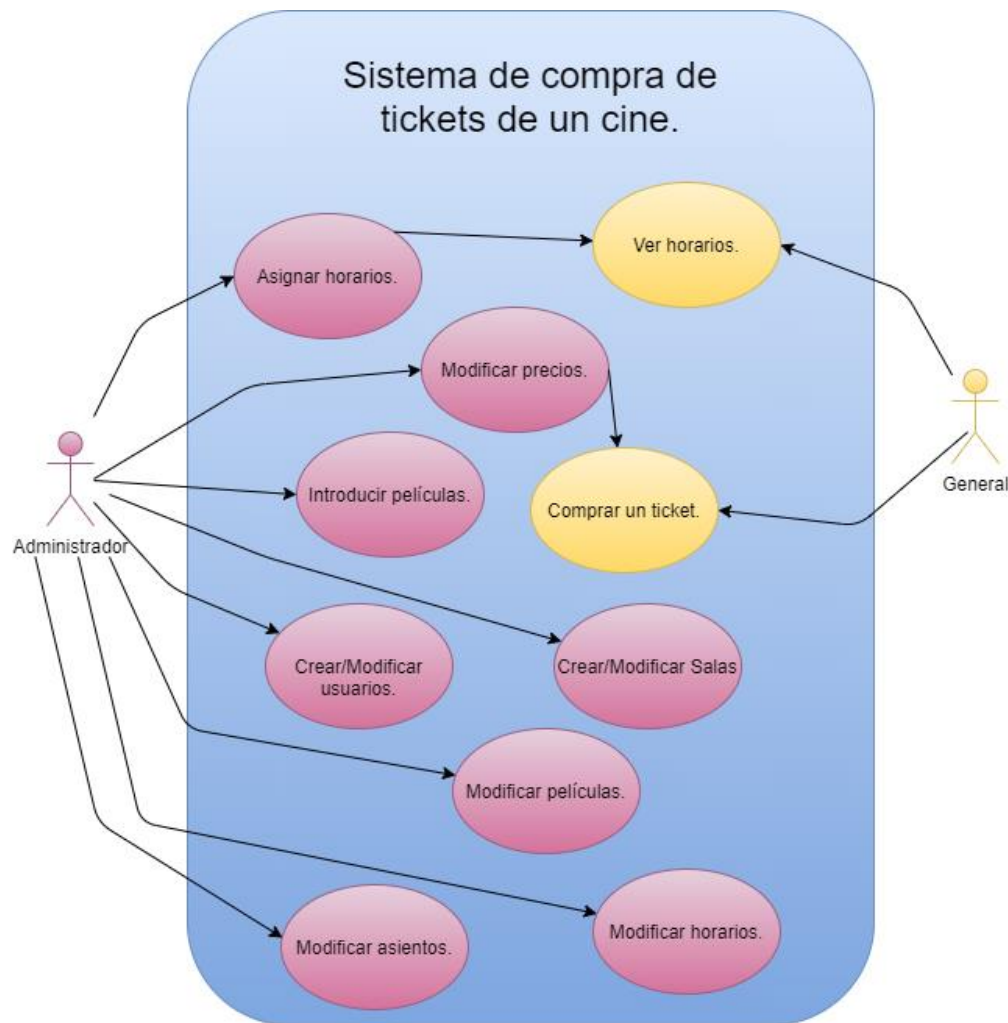 Sistema de compra de
tickets de un cine.
Ver horarios.
Asignar horarios.
Modificar precios.
Introducir películas.
Comprar un ticket.
General
Administrador
Crear/Modificar
usuarios.
Crear/Modificar Salas
Modificar películas.
Modificar horarios.
Modificar asientos.